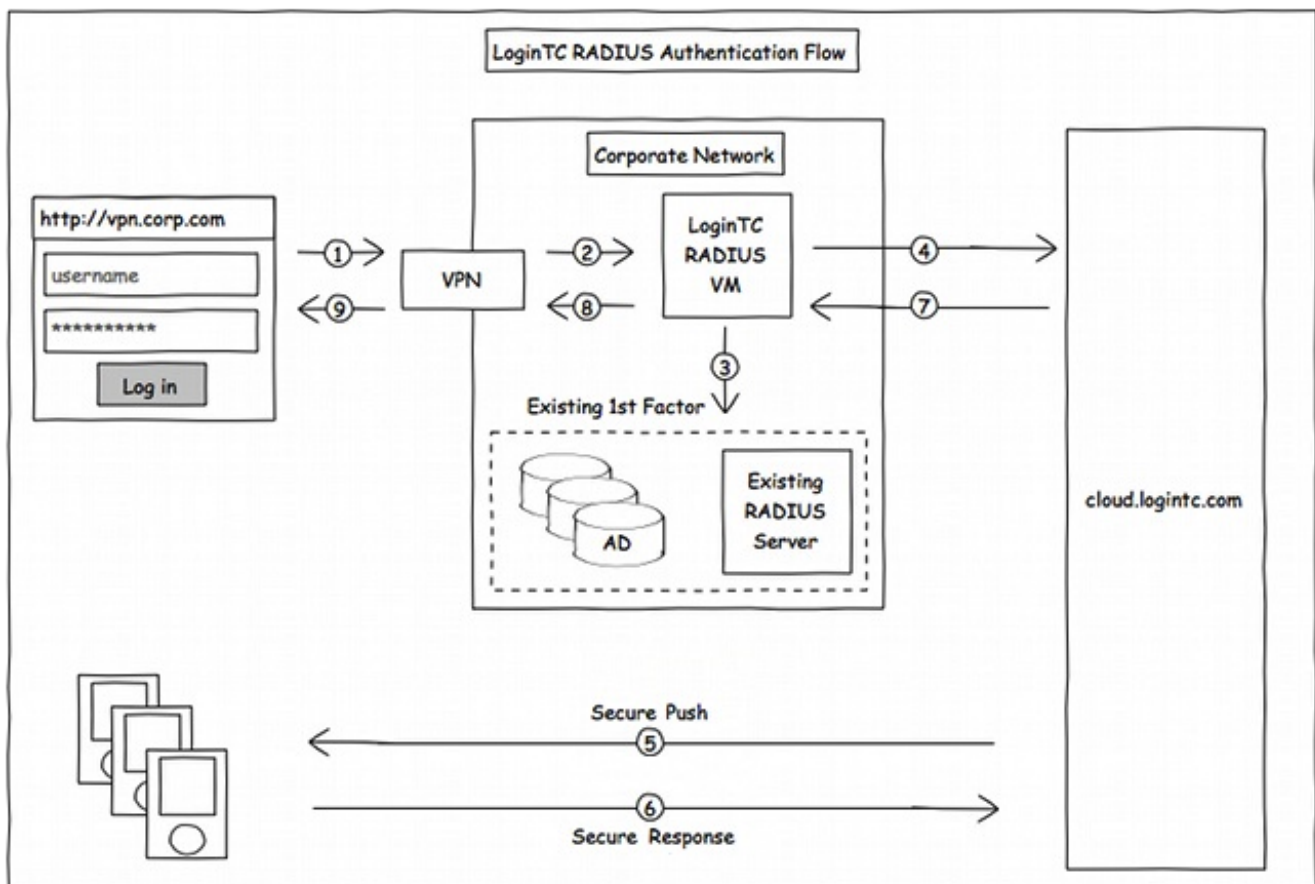 LoginTC RADIUS Authentication Flow
Corporate Network
http://vpn.corp.com
username
**********
Log in
1
9
VPN
2
8
LoginTC
RADIUS
VM
4
7
3
Existing 1st Factor
AD
Existing
RADIUS
Server
cloud.logintc.com
Secure Push
5
6
Secure Response